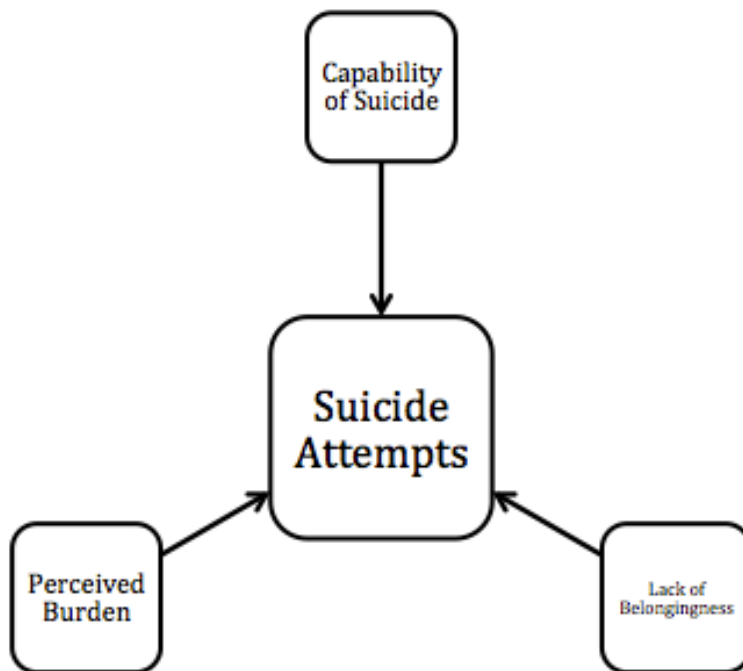 Capability
of Suicide
Suicide
Attempts
Perceived
Burden
Lack of
Belongingness